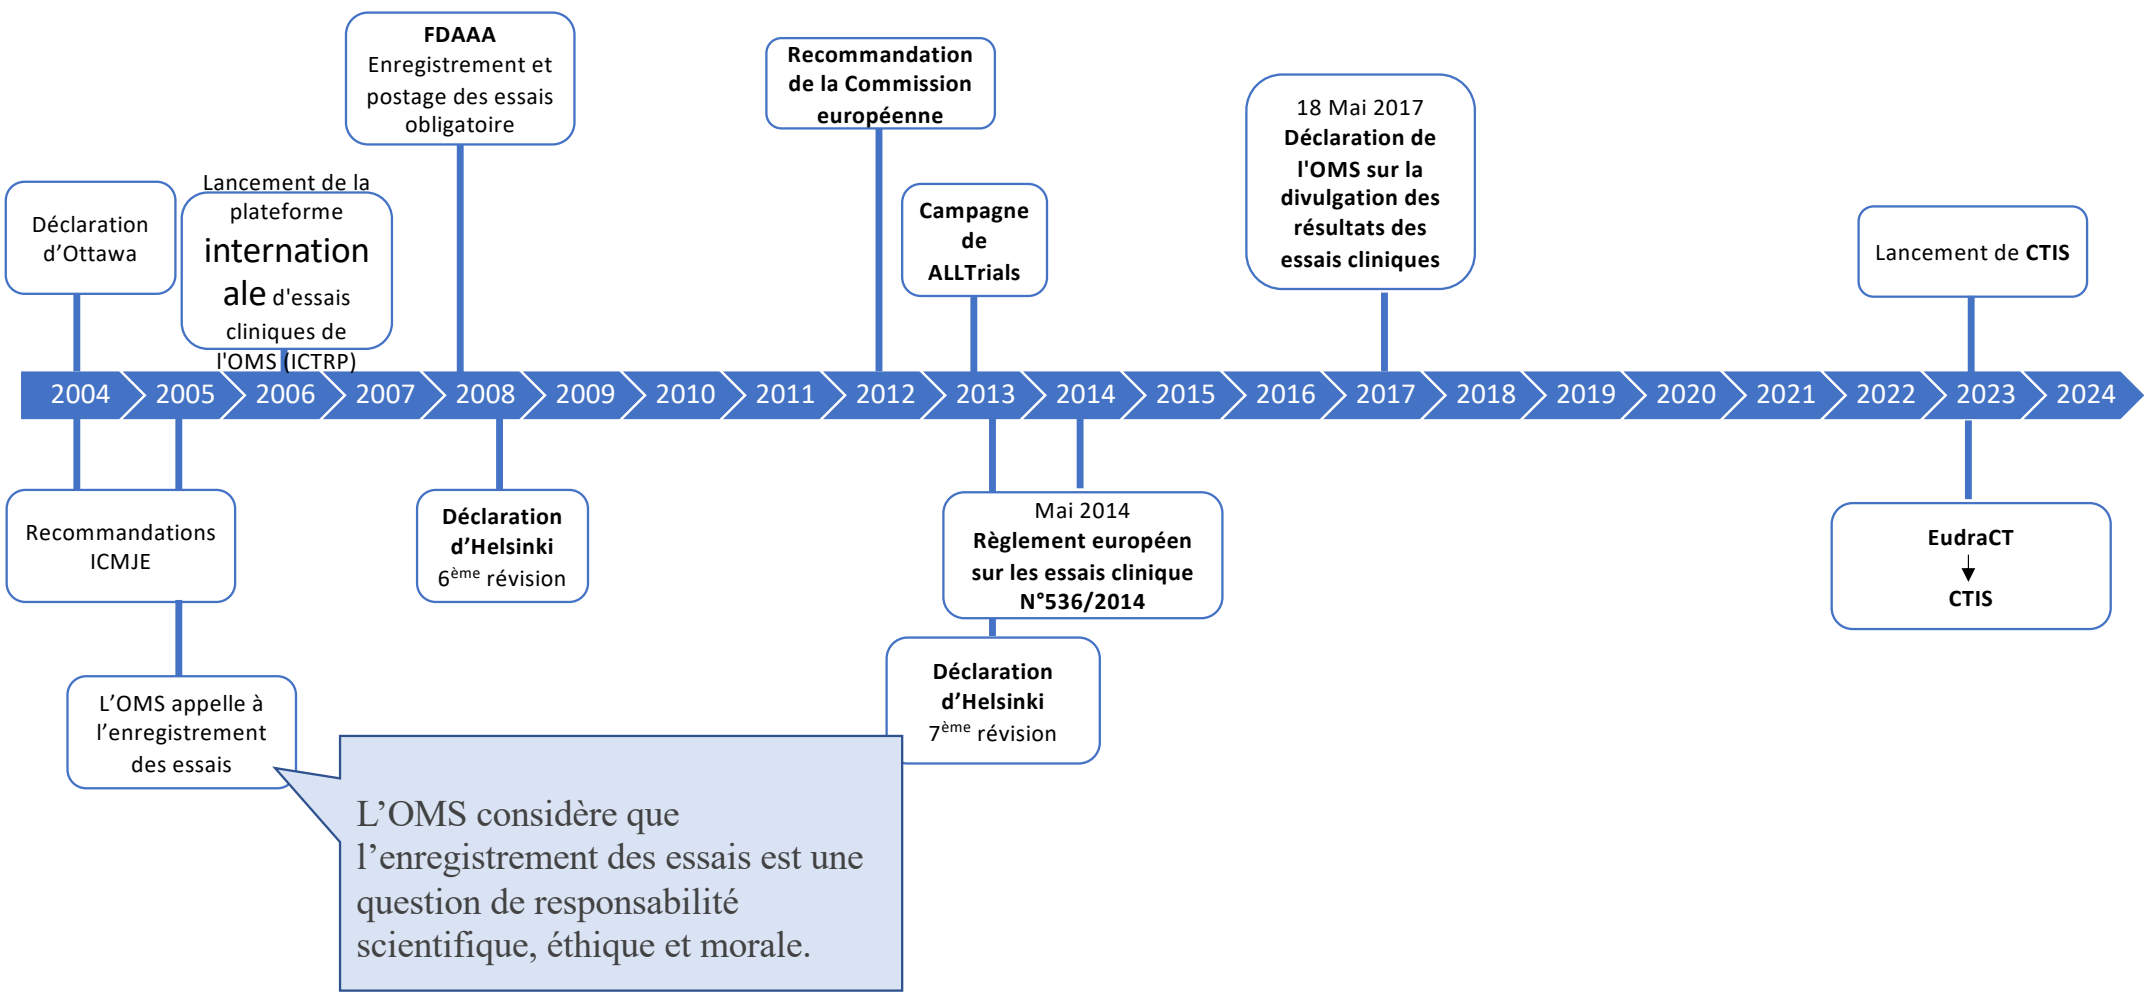 FDAAA
Enregistrement et
postage des essais
obligatoire
Recommandation
de la Commission
européenne
18 Mai 2017
Déclaration de
l'OMS sur la
divulgation des
résultats des
essais cliniques
Déclaration
d’Ottawa
Lancement de la
plateforme
internation
ale d'essais
cliniques de
l'OMS (ICTRP)
Campagne
de
ALLTrials
Lancement de CTIS
2004 2005 2006 2007 2008 2009 2010 2011 2012 2013 2014 2015 2016 2017 2018 2019 2020 2021 2022 2023 2024
Recommandations
ICMJE
Déclaration
d’Helsinki
6ème révision
Mai 2014
Règlement européen
sur les essais clinique
N°536/2014
EudraCT
CTIS
L’OMS appelle à
l’enregistrement
des essais
Déclaration
d’Helsinki
7ème révision
L’OMS considère que
l’enregistrement des essais est une
question de responsabilité
scientifique, éthique et morale.